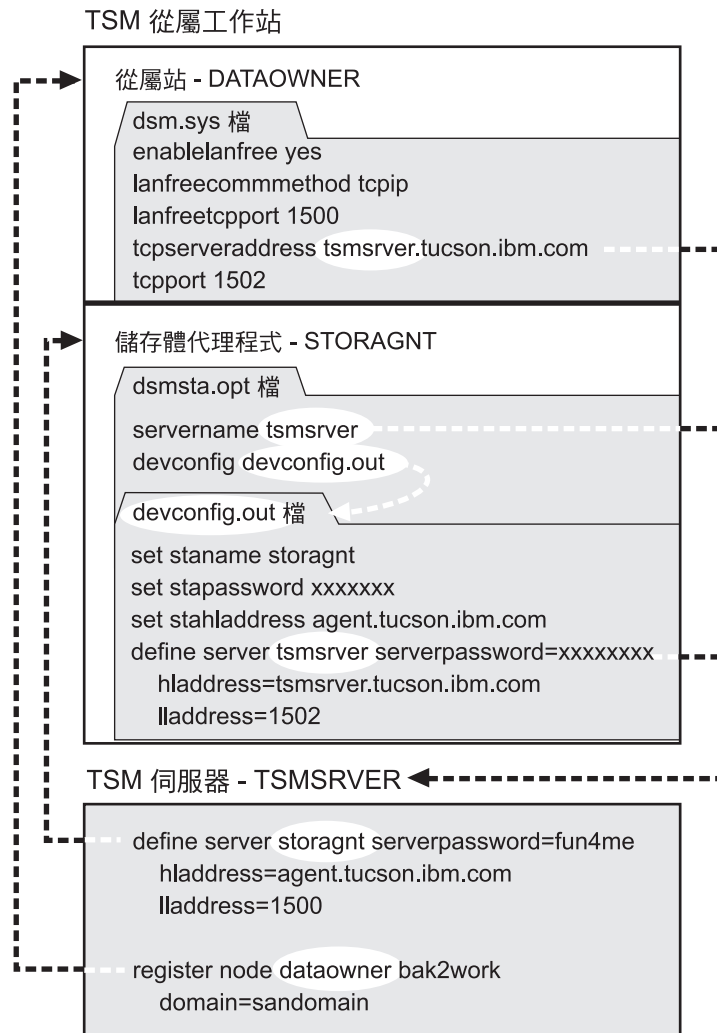 TSM 從屬工作站
從屬站 - DATAOWNER
dsm.sys 檔
enablelanfree yes
lanfreecommmethod tcpip
lanfreetcpport 1500
tcpserveraddress tsmsrver.tucson.ibm.com
tcpport 1502
儲存體代理程式 - STORAGNT
dsmsta.opt 檔
servername tsmsrver
devconfig devconfig.out
devconfig.out 檔
set staname storagnt
set stapassword xxxxxxx
set stahladdress agent.tucson.ibm.com
define server tsmsrver serverpassword=xxxxxxxx
hladdress=tsmsrver.tucson.ibm.com
lladdress=1502
TSM 伺服器 - TSMSRVER
define server storagnt serverpassword=fun4me
hladdress=agent.tucson.ibm.com
lladdress=1500
register node dataowner bak2work
domain=sandomain